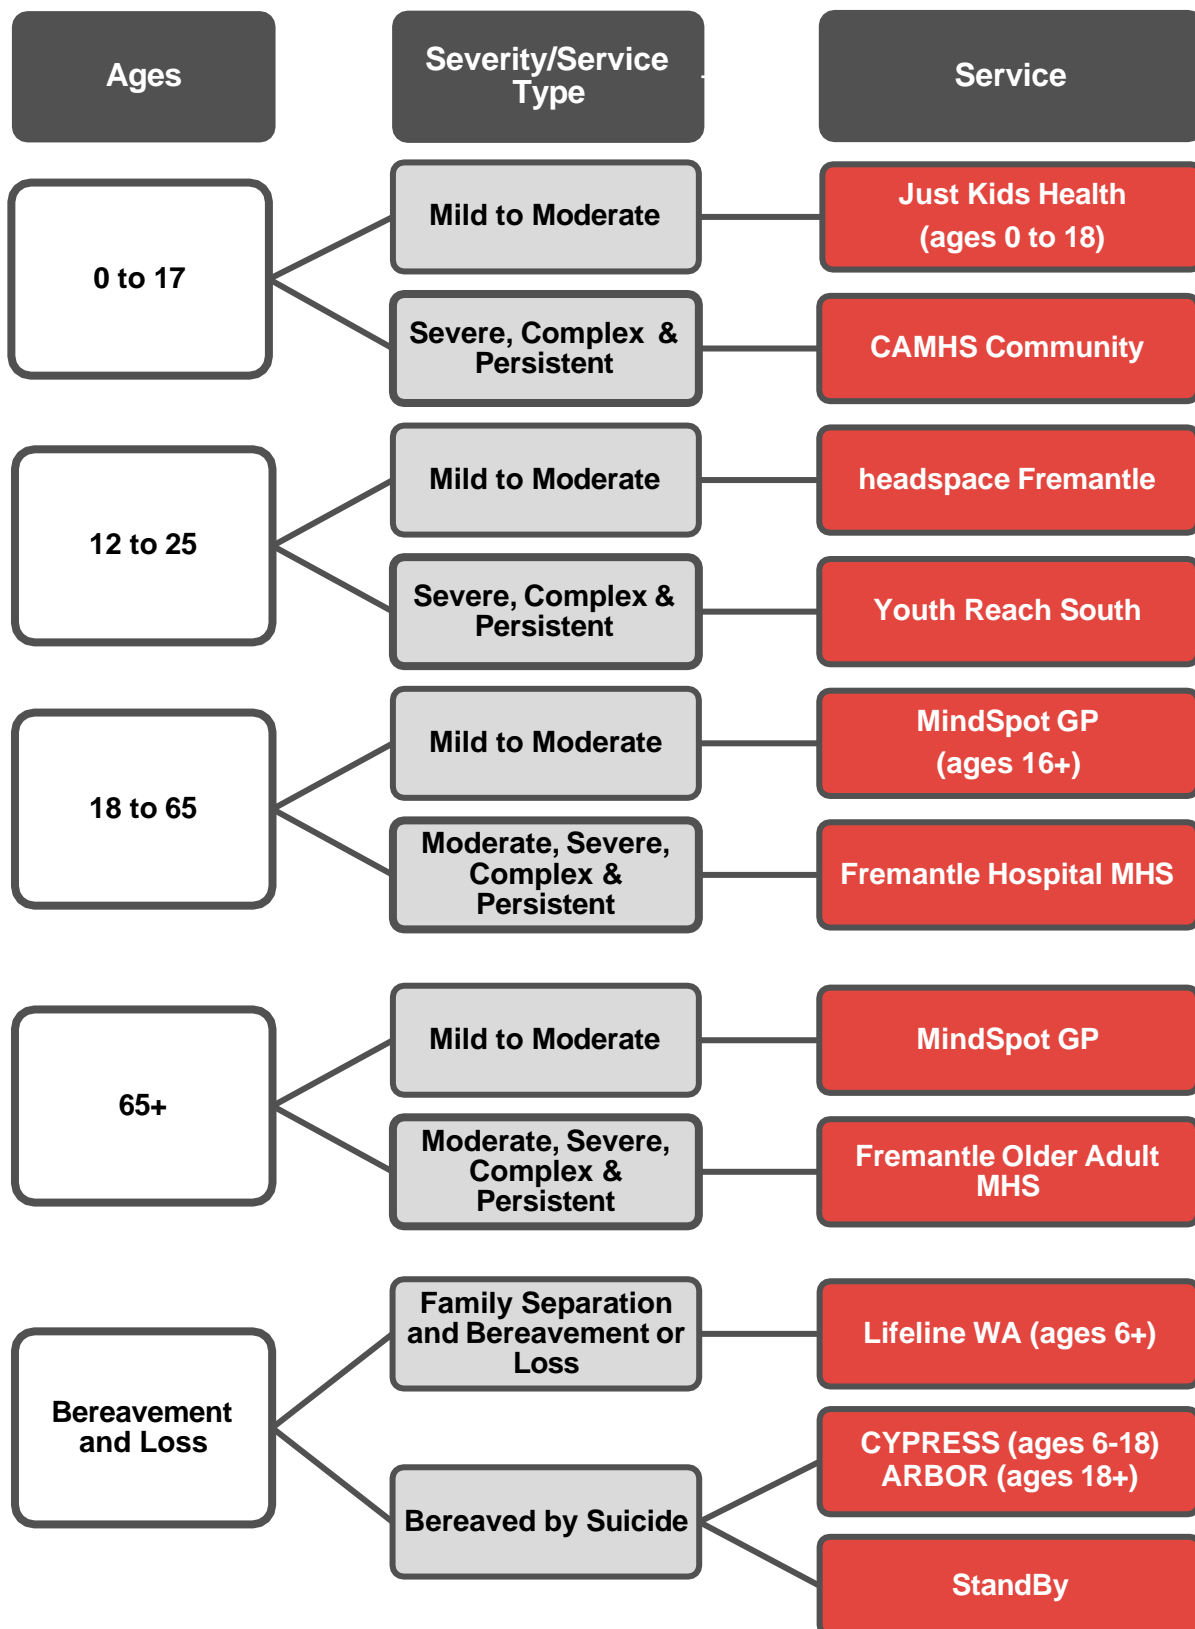 Ages
Severity/Service
Type
Service
0 to 17
Mild to Moderate
Just Kids Health
(ages 0 to 18)
Severe, Complex &
Persistent
CAMHS Community
12 to 25
Mild to Moderate
headspace Fremantle
Severe, Complex &
Persistent
Youth Reach South
18 to 65
Mild to Moderate
MindSpot GP
(ages 16+)
Moderate, Severe,
Complex &
Persistent
Fremantle Hospital MHS
65+
Mild to Moderate
MindSpot GP
Moderate, Severe,
Complex &
Persistent
Fremantle Older Adult
MHS
Bereavement
and Loss
Family Separation
and Bereavement or
Loss
Lifeline WA (ages 6+)
Bereaved by Suicide
CYPRESS (ages 6-18)
ARBOR (ages 18+)
StandBy